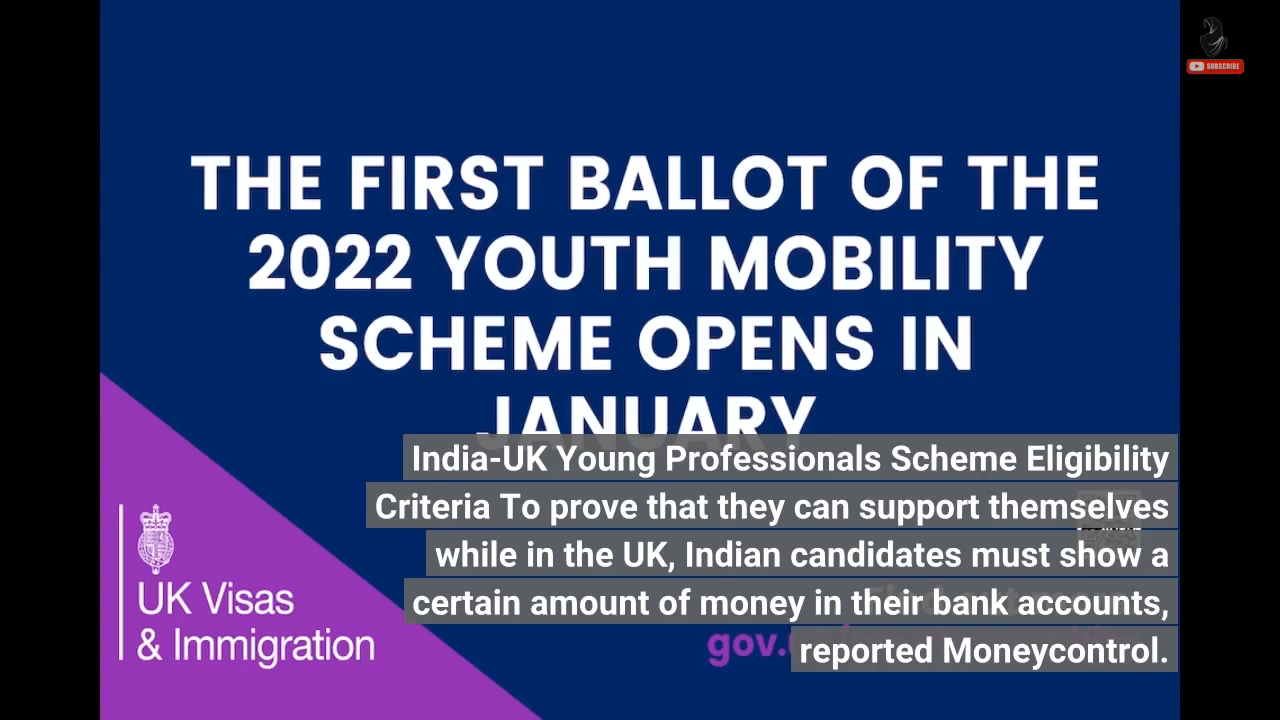 SUBSCRIBE
THE FIRST BALLOT OF THE
2022 YOUTH MOBILITY
SCHEME OPENS IN
JANUARY
India-UK Young Professionals Scheme Eligibility
Criteria To prove that they can support themselves
while in the UK, Indian candidates must show a
certain amount of money in their bank accounts,
reported Moneycontrol.
UK Visas
& Immigration